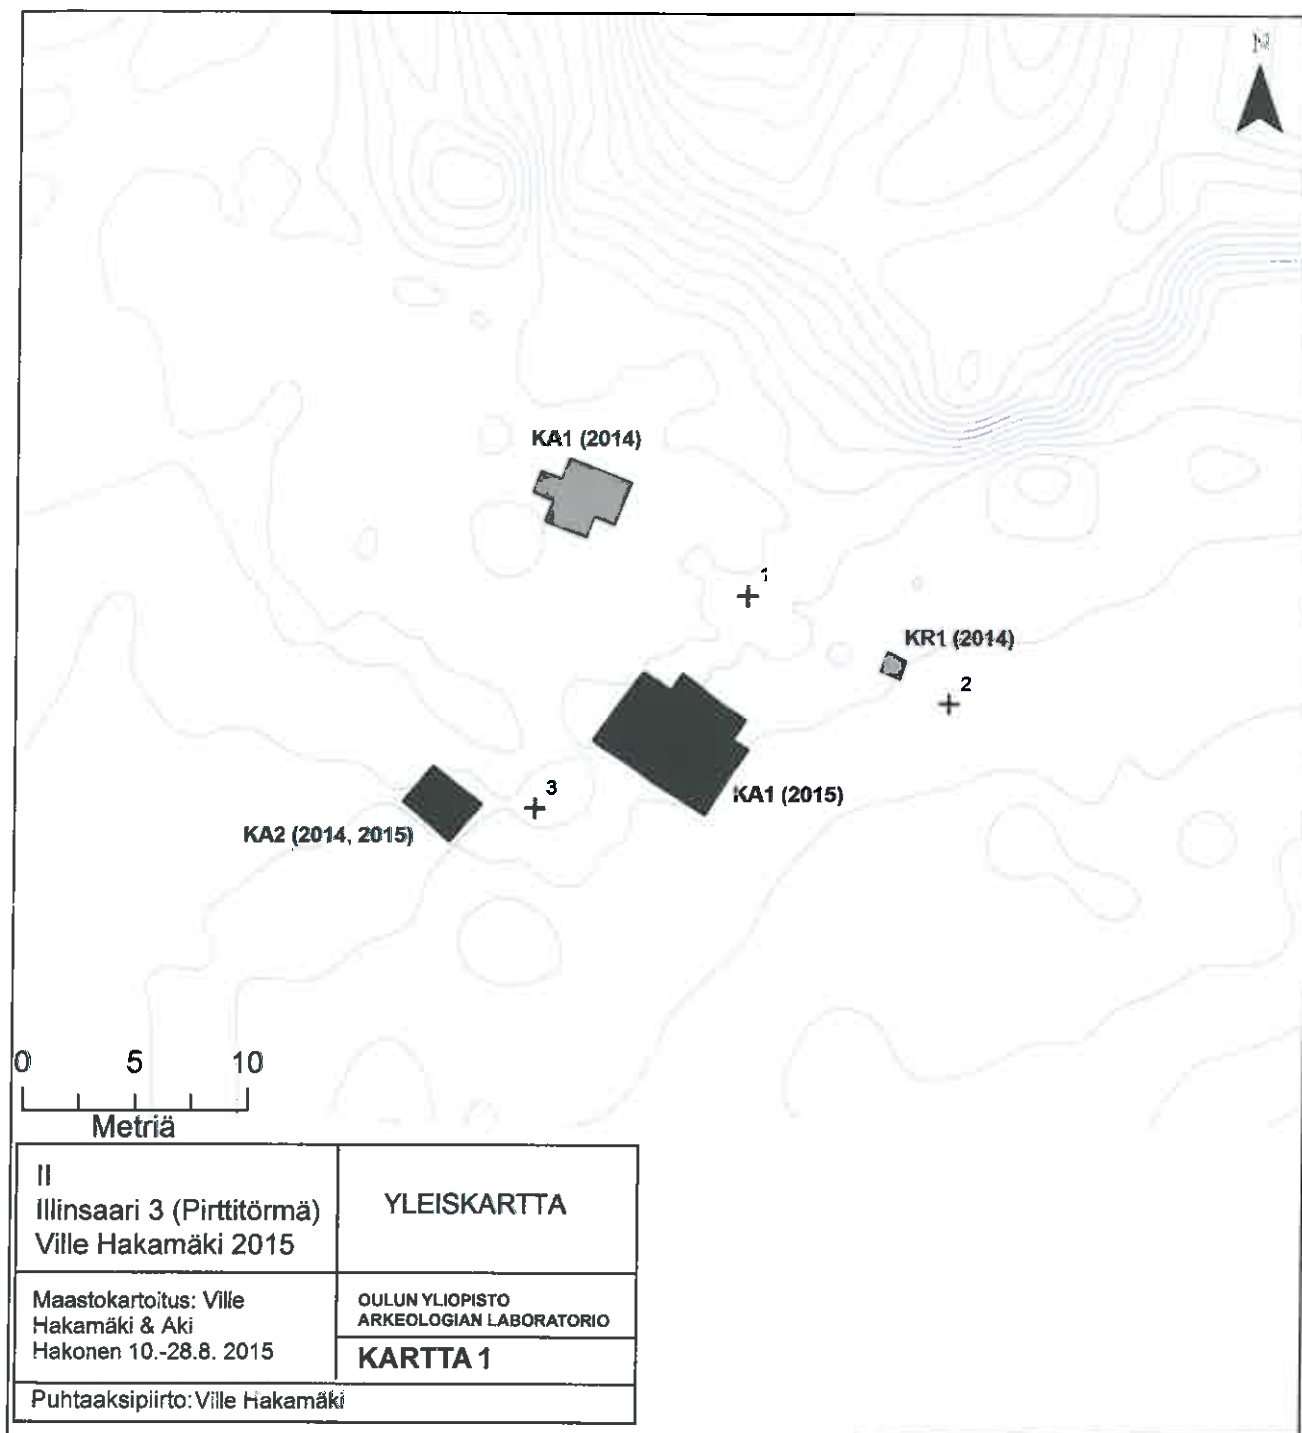 N
KA1 (2014)
1
KR1 (2014)
2
KA1 (2015)
3
KA2 (2014, 2015)
0 5 10
Metriä
II
Illinsaari 3 (Pirttitörmä)
Ville Hakamäki 2015
YLEISKARTTA
Maastokartoitus: Ville
Hakamäki & Aki
Hakonen 10.-28.8. 2015
OULUN YLIOPISTO
ARKEOLOGIAN LABORATORIO
KARTTA 1
Puhtaaksipiirto: Ville Hakamäki